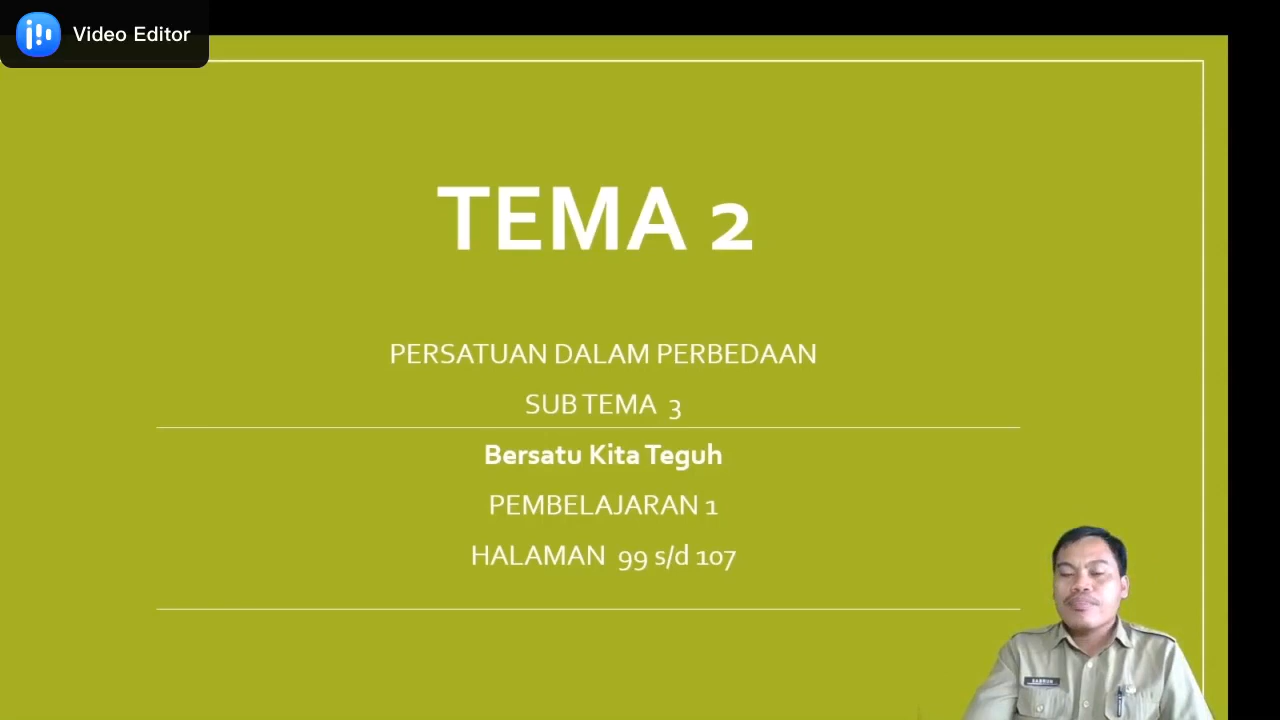 Video Editor
TEMA 2
PERSATUAN DALAM PERBEDAAN
SUB TEMA 3
Bersatu Kita Teguh
PEMBELAJARAN 1
HALAMAN 99 s/d 107